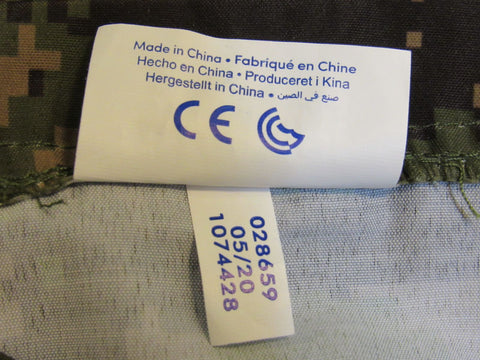 Made in China • Fabriqué en Chine
Hecho en China • Produceret i Kina
Hergestellt in China • صنع في الصين
CE
028659
05/20
1074428